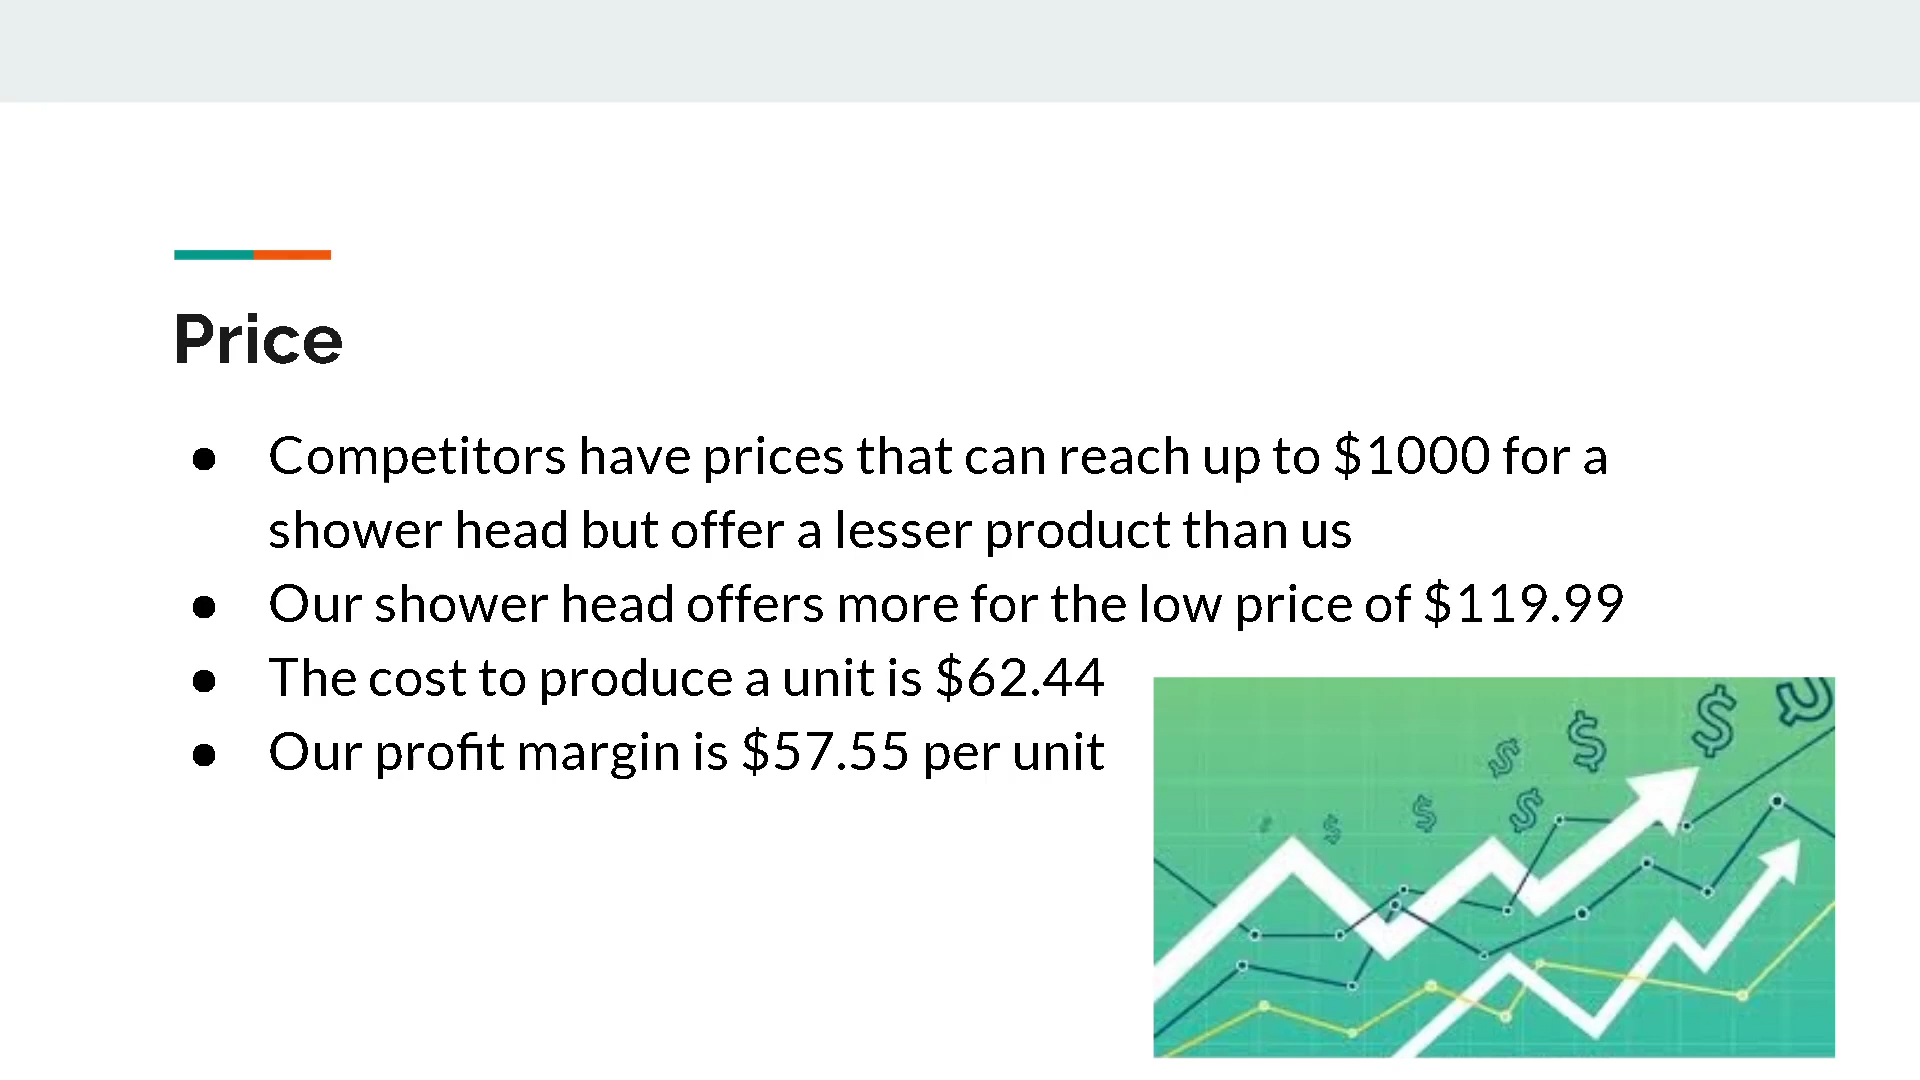 Price
● Competitors have prices that can reach up to $1000 for a
shower head but offer a lesser product than us
● Our shower head offers more for the low price of $119.99
● The cost to produce a unit is $62.44
● Our profit margin is $57.55 per unit